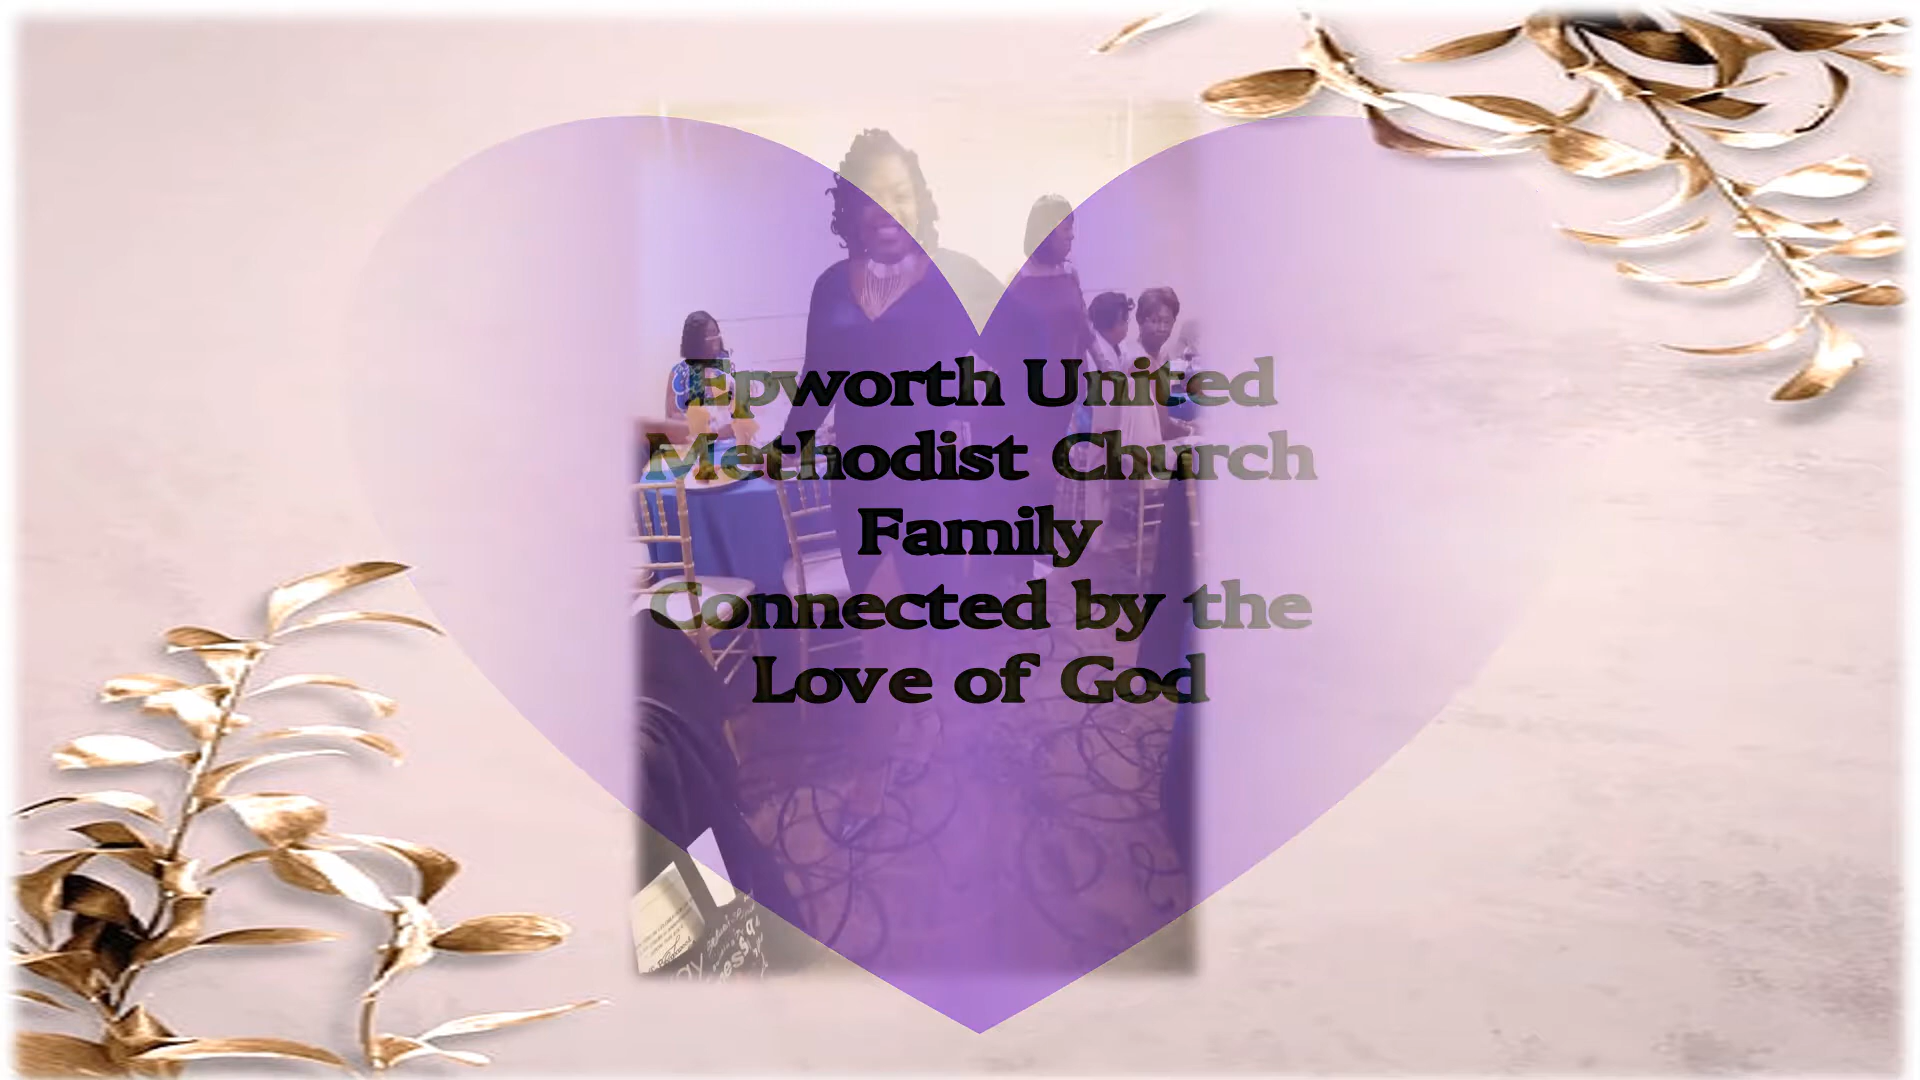 Epworth United
Methodist Church
Family
Connected by the
Love of God